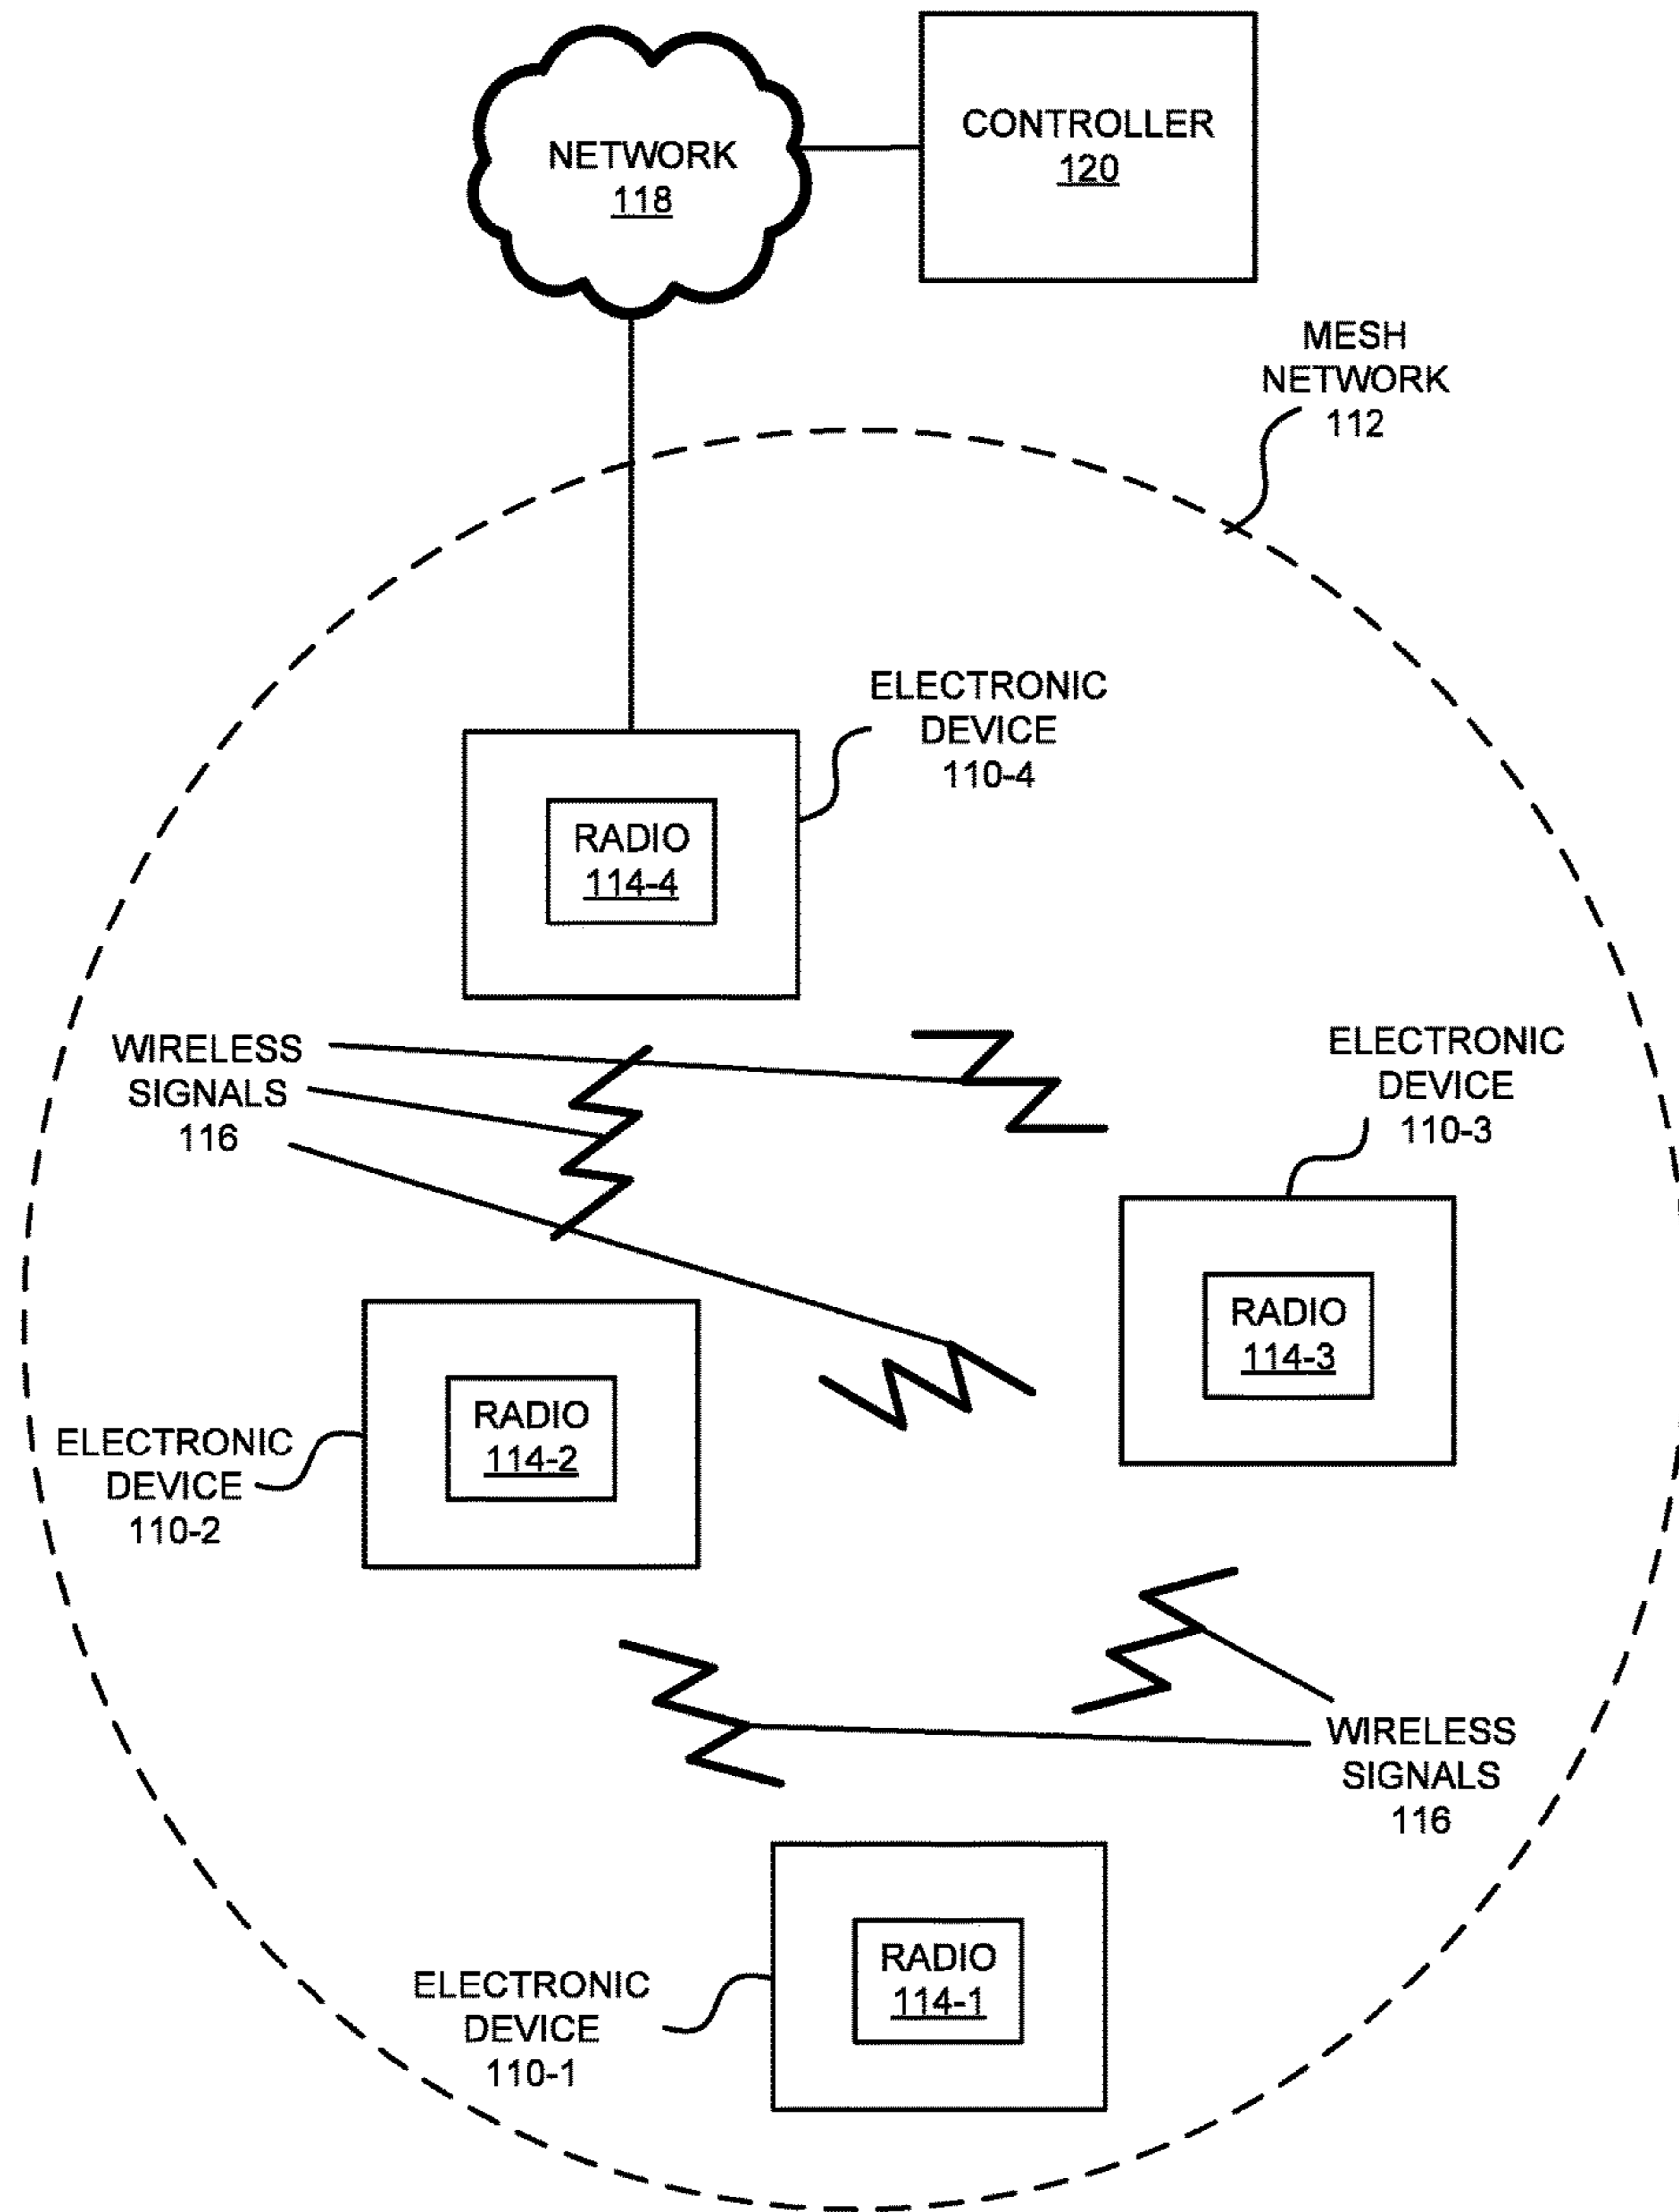 NETWORK
118
CONTROLLER
120
MESH
NETWORK
112
ELECTRONIC
DEVICE
110-4
RADIO
114-4
WIRELESS
SIGNALS
116
ELECTRONIC
DEVICE
110-3
RADIO
114-3
RADIO
114-2
ELECTRONIC
DEVICE
110-2
WIRELESS
SIGNALS
116
RADIO
114-1
ELECTRONIC
DEVICE
110-1